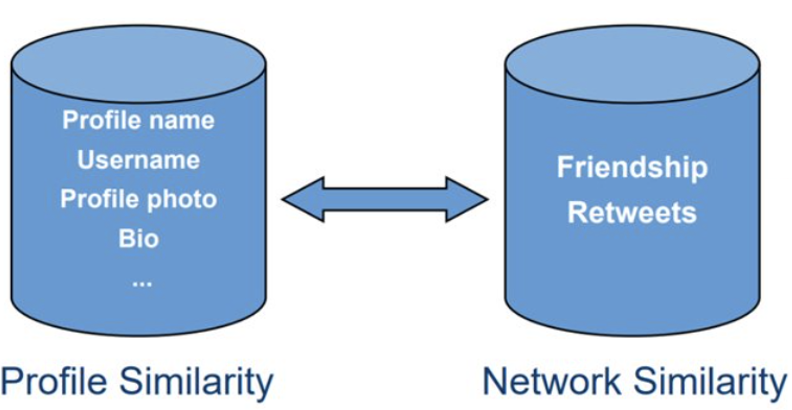 Profile name
Username
Profile photo
Bio
...
Friendship
Retweets
Profile Similarity
Network Similarity